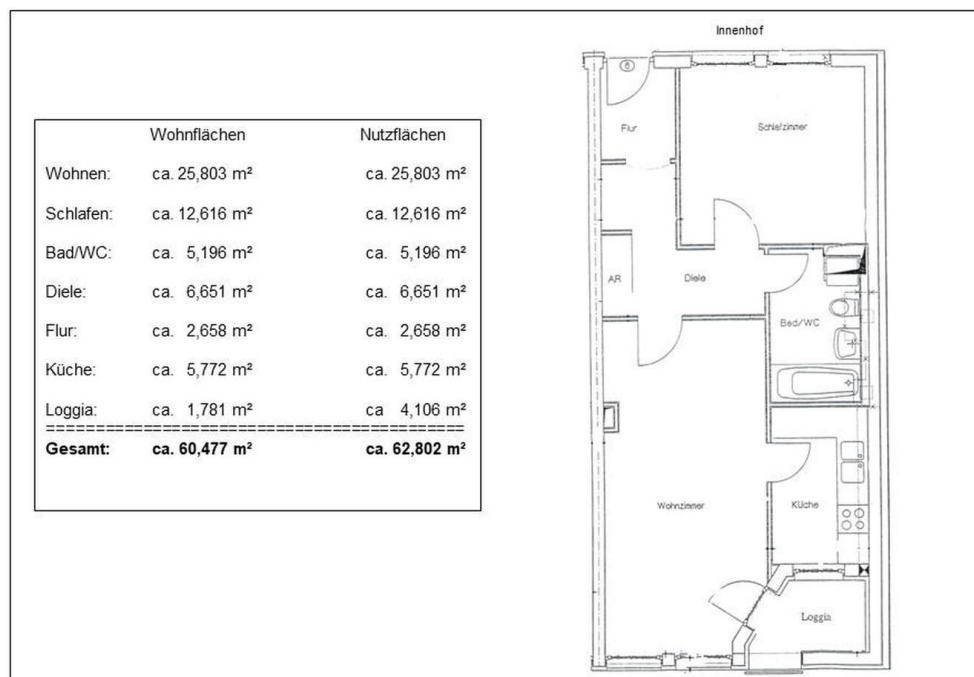 Wohnflächen Nutzflächen
Wohnen: ca. 25,803 m² ca. 25,803 m²
Schlafen: ca. 12,616 m² ca. 12,616 m²
Bad/WC: ca. 5,196 m² ca. 5,196 m²
Diele: ca. 6,651 m² ca. 6,651 m²
Flur: ca. 2,658 m² ca. 2,658 m²
Küche: ca. 5,772 m² ca. 5,772 m²
Loggia: ca. 1,781 m² ca 4,106 m²
Gesamt: ca. 60,477 m² ca. 62,802 m²
Innenhof
6
Flur
Schlafzimmer
AR
Diele
Bad/WC
Wohnzimmer
Küche
Loggia